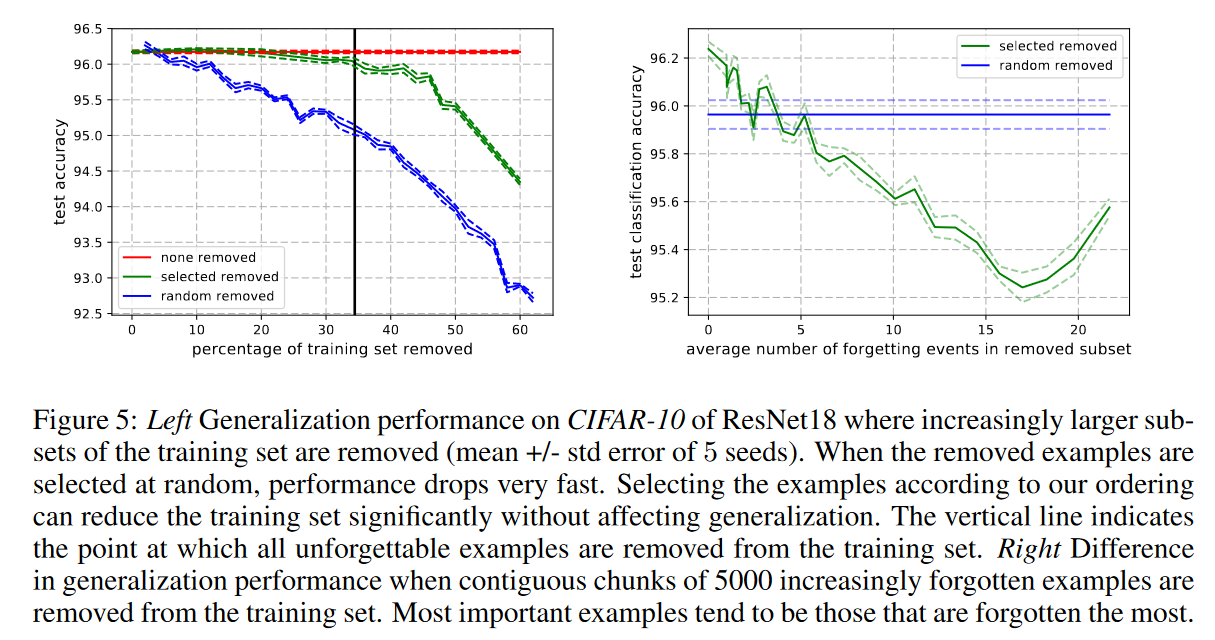 96.5
96.0
95.5
95.0
94.5
94.0
93.5
93.0
92.5
test accuracy
none removed
selected removed
random removed
0 10 20 30 40 50 60
percentage of training set removed
96.2
96.0
95.8
95.6
95.4
95.2
test classification accuracy
selected removed
random removed
0 5 10 15 20
average number of forgetting events in removed subset
Figure 5: Left Generalization performance on CIFAR-10 of ResNet18 where increasingly larger sub-
sets of the training set are removed (mean +/- std error of 5 seeds). When the removed examples are
selected at random, performance drops very fast. Selecting the examples according to our ordering
can reduce the training set significantly without affecting generalization. The vertical line indicates
the point at which all unforgettable examples are removed from the training set. Right Difference
in generalization performance when contiguous chunks of 5000 increasingly forgotten examples are
removed from the training set. Most important examples tend to be those that are forgotten the most.